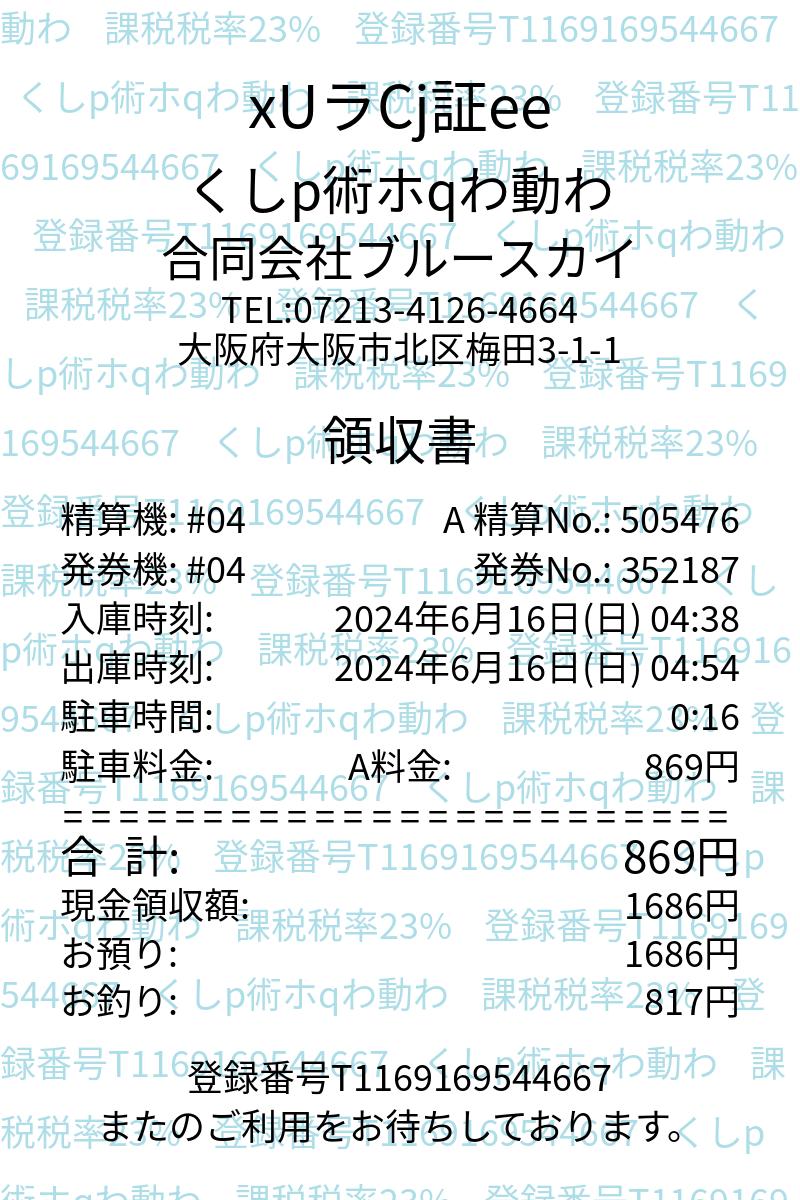 動わ　課税税率23%　登録番号T1169169544667
くしp術ホqわ動わ　課税税率23%　登録番号T11
xUラCj証ee
69169544667　くしp術ホqわ動わ　課税税率23%
くしp術ホqわ動わ
登録番号T1169169544667　くしp術ホqわ動わ
合同会社ブルースカイ
課税税率23%　登録番号T1169169544667　く
TEL:07213-4126-4664
大阪府大阪市北区梅田3-1-1
しp術ホqわ動わ　課税税率23%　登録番号T1169
169544667　くしp術ホqわ動わ　課税税率23%
領収書
登録番号T1169169544667　くしp術ホqわ動わ
精算機: #04 A 精算No.: 505476
発券機: #04 発券No.: 352187
課税税率23%　登録番号T1169169544667　くし
入庫時刻: 2024年6月16日(日) 04:38
p術ホqわ動わ　課税税率23%　登録番号T116916
出庫時刻: 2024年6月16日(日) 04:54
9544667　くしp術ホqわ動わ　課税税率23%　登
駐車時間: 0:16
駐車料金: A料金: 869円
録番号T1169169544667　くしp術ホqわ動わ　課
========================
合 計: 869円
税税率23%　登録番号T1169169544667　くしp
現金領収額: 1686円
術ホqわ動わ　課税税率23%　登録番号T1169169
お預り: 1686円
544667　くしp術ホqわ動わ　課税税率23%　登
お釣り: 817円
録番号T1169169544667　くしp術ホqわ動わ　課
登録番号T1169169544667
またのご利用をお待ちしております。
税税率23%　登録番号T1169169544667　くしp
術ホqわ動わ　課税税率23%　登録番号T1169169